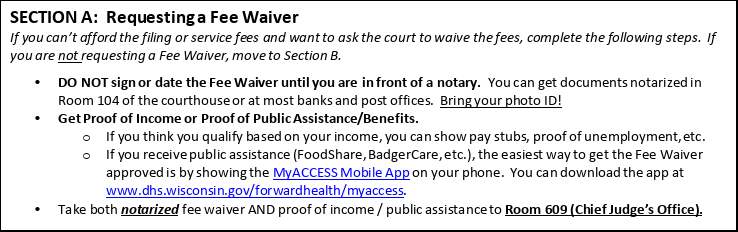 SECTION A: Requesting a Fee Waiver
If you can't afford the filing or service fees and want to ask the court to waive the fees, complete the following steps. If
you are not requesting a Fee Waiver, move to Section B.
• DO NOT sign or date the Fee Waiver until you are in front of a notary. You can get documents notarized in
Room 104 of the courthouse or at most banks and post offices. Bring your photo ID!
• Get Proof of Income or Proof of Public Assistance/Benefits.
o If you think you qualify based on your income, you can show pay stubs, proof of unemployment, etc.
o If you receive public assistance (FoodShare, BadgerCare, etc.), the easiest way to get the Fee Waiver
approved is by showing the MyACCESS Mobile App on your phone. You can download the app at
www.dhs.wisconsin.gov/forwardhealth/myaccess.
• Take both notarized fee waiver AND proof of income / public assistance to Room 609 (Chief Judge's Office).